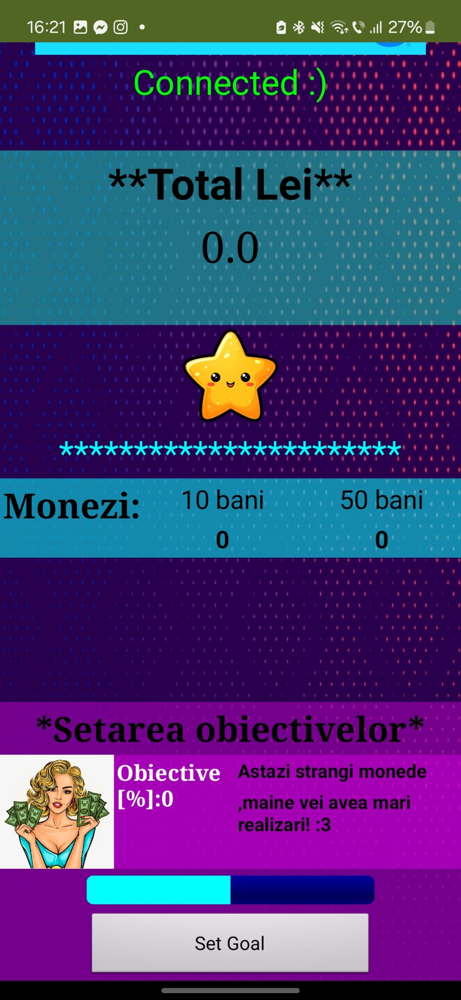 16:21 27%
Connected :)
**Total Lei**
0.0
***********************
Monezi: 10 bani 50 bani
0 0
*Setarea obiectivelor*
Obiective
[%]:0
Astazi strangi monede
,maine vei avea mari
realizari! :3
Set Goal